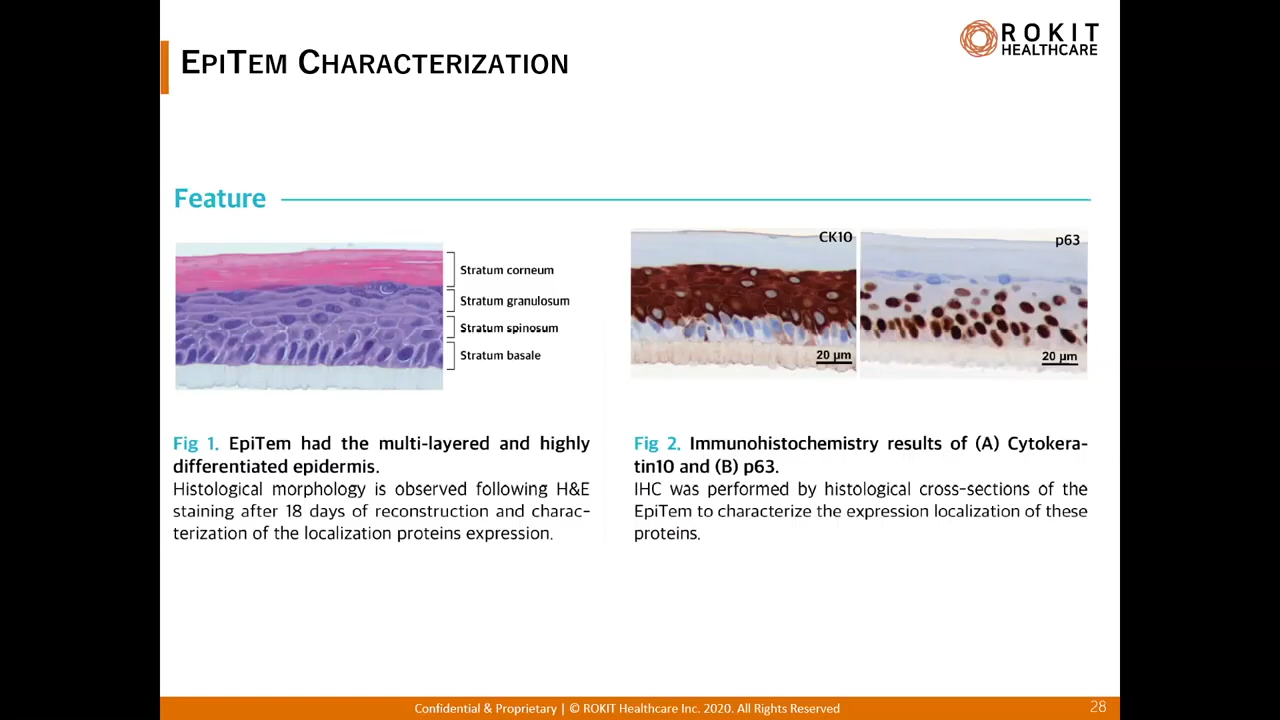 EPITEM CHARACTERIZATION
ROKIT
HEALTHCARE
Feature
Stratum corneum
Stratum granulosum
Stratum spinosum
Stratum basale
CK10
20 µm
p63
20 µm
Fig 1. EpiTem had the multi-layered and highly
differentiated epidermis.
Histological morphology is observed following H&E
staining after 18 days of reconstruction and charac-
terization of the localization proteins expression.
Fig 2. Immunohistochemistry results of (A) Cytokera-
tin10 and (B) p63.
IHC was performed by histological cross-sections of the
EpiTem to characterize the expression localization of these
proteins.
Confidential & Proprietary | © ROKIT Healthcare Inc. 2020. All Rights Reserved
28